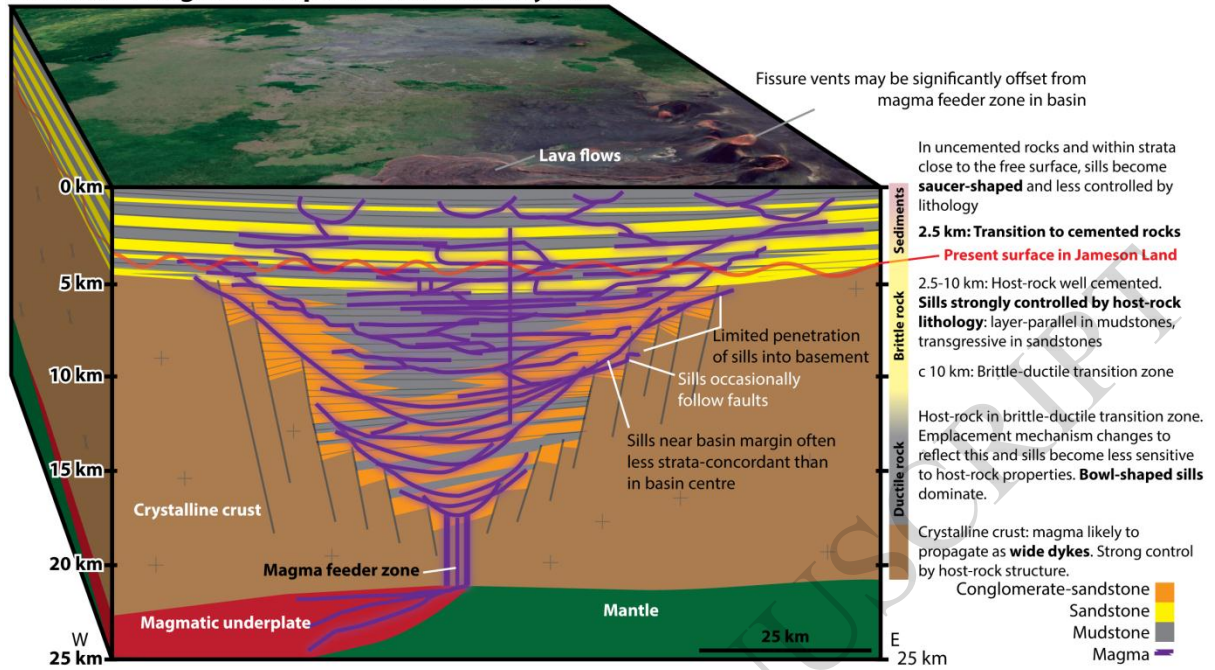 Fissure vents may be significantly offset from
magma feeder zone in basin
Lava flows
In uncemented rocks and within strata
close to the free surface, sills become
saucer-shaped and less controlled by
lithology
2.5 km: Transition to cemented rocks
Present surface in Jameson Land
2.5-10 km: Host-rock well cemented.
Sills strongly controlled by host-rock
lithology: layer-parallel in mudstones,
transgressive in sandstones
c 10 km: Brittle-ductile transition zone
Host-rock in brittle-ductile transition zone.
Emplacement mechanism changes to
reflect this and sills become less sensitive
to host-rock properties. Bowl-shaped sills
dominate.
Crystalline crust: magma likely to
propagate as wide dykes. Strong control
by host-rock structure.
Sediments
Brittle rock
Ductile rock
0 km
5 km
10 km
15 km
20 km
25 km
W
Limited penetration
of sills into basement
Sills occasionally
follow faults
Sills near basin margin often
less strata-concordant than
in basin centre
Crystalline crust
Magma feeder zone
Magmatic underplate
Mantle
25 km
E
25 km
Conglomerate-sandstone
Sandstone
Mudstone
Magma
USCRIPT